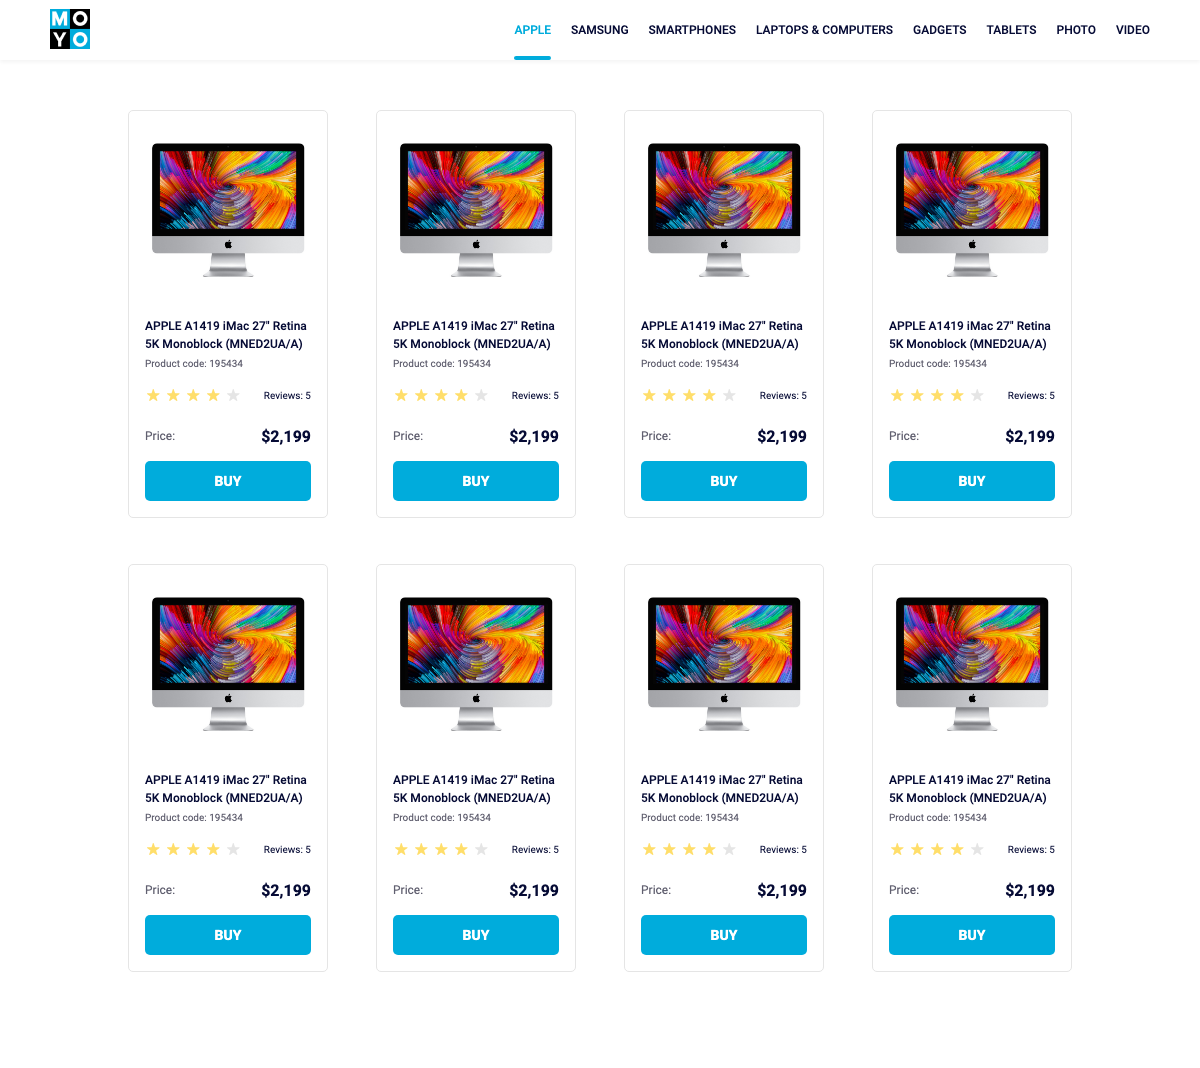 MO
YO
APPLE SAMSUNG SMARTPHONES LAPTOPS & COMPUTERS GADGETS TABLETS PHOTO VIDEO
APPLE A1419 iMac 27" Retina
5K Monoblock (MNED2UA/A)
Product code: 195434
Reviews: 5
Price: $2,199
BUY
APPLE A1419 iMac 27" Retina
5K Monoblock (MNED2UA/A)
Product code: 195434
Reviews: 5
Price: $2,199
BUY
APPLE A1419 iMac 27" Retina
5K Monoblock (MNED2UA/A)
Product code: 195434
Reviews: 5
Price: $2,199
BUY
APPLE A1419 iMac 27" Retina
5K Monoblock (MNED2UA/A)
Product code: 195434
Reviews: 5
Price: $2,199
BUY
APPLE A1419 iMac 27" Retina
5K Monoblock (MNED2UA/A)
Product code: 195434
Reviews: 5
Price: $2,199
BUY
APPLE A1419 iMac 27" Retina
5K Monoblock (MNED2UA/A)
Product code: 195434
Reviews: 5
Price: $2,199
BUY
APPLE A1419 iMac 27" Retina
5K Monoblock (MNED2UA/A)
Product code: 195434
Reviews: 5
Price: $2,199
BUY
APPLE A1419 iMac 27" Retina
5K Monoblock (MNED2UA/A)
Product code: 195434
Reviews: 5
Price: $2,199
BUY